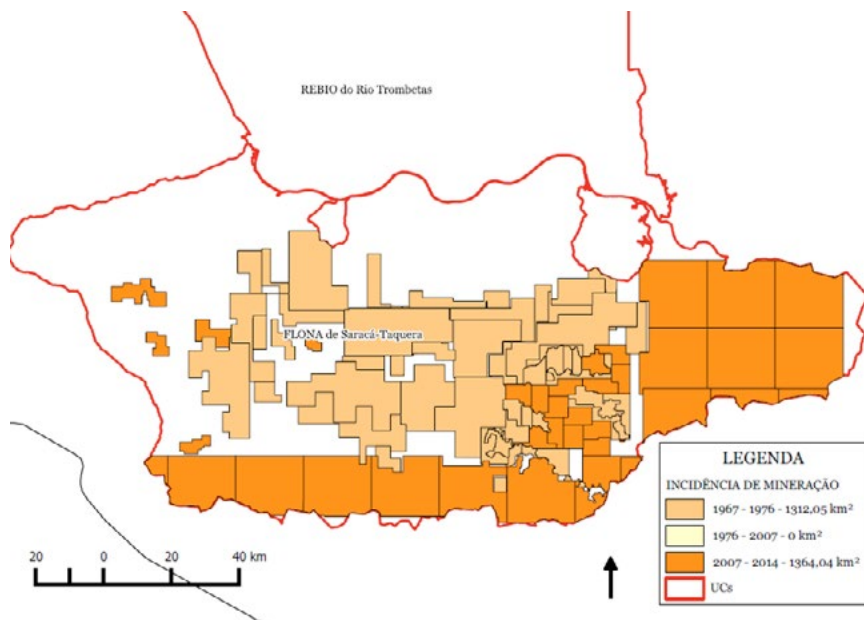 REBIO do Rio Trombetas
FLONA de Saracá-Taquera
20 0 20 40 km
LEGENDA
INCIDÊNCIA DE MINERAÇÃO
1967 - 1976 - 1312,05 km²
1976 - 2007 - 0 km²
2007 - 2014 - 1364,04 km²
UCs